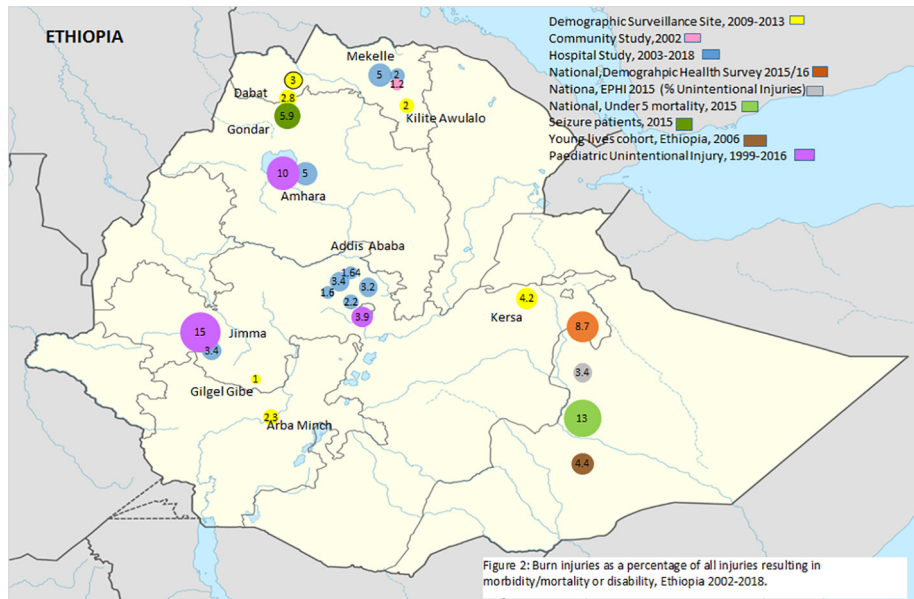 ETHIOPIA
Demographic Surveillance Site, 2009-2013
Community Study, 2002
Hospital Study, 2003-2018
National, Demograhpic Heallth Survey 2015/16
Nationa, EPHI 2015 (% Unintentional Injuries)
National, Under 5 mortality, 2015
Seizure patients, 2015
Young lives cohort, Ethiopia, 2006
Paediatric Unintentional Injury, 1999-2016
Mekelle
5
2
1.2
3
Dabat
2.8
2
Kilite Awulalo
5.9
Gondar
10
5
Amhara
Addis Ababa
1.64
3.4
1.6
3.2
2.2
3.9
4.2
Kersa
8.7
15
Jimma
3.4
3.4
1
Gilgel Gibe
2.3
Arba Minch
13
4.4
Figure 2: Burn injuries as a percentage of all injuries resulting in
morbidity/mortality or disability, Ethiopia 2002-2018.